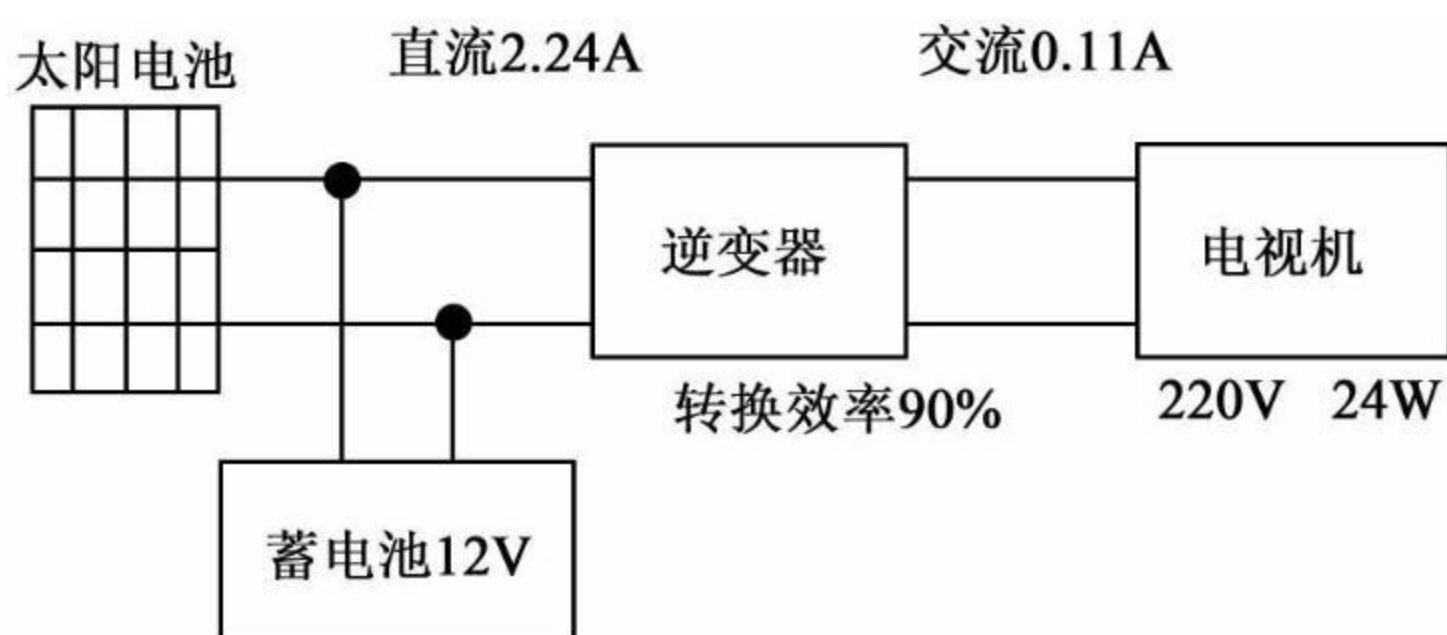 太阳电池
直流2.24A
交流0.11A
逆变器
电视机
转换效率90%
220V 24W
蓄电池12V